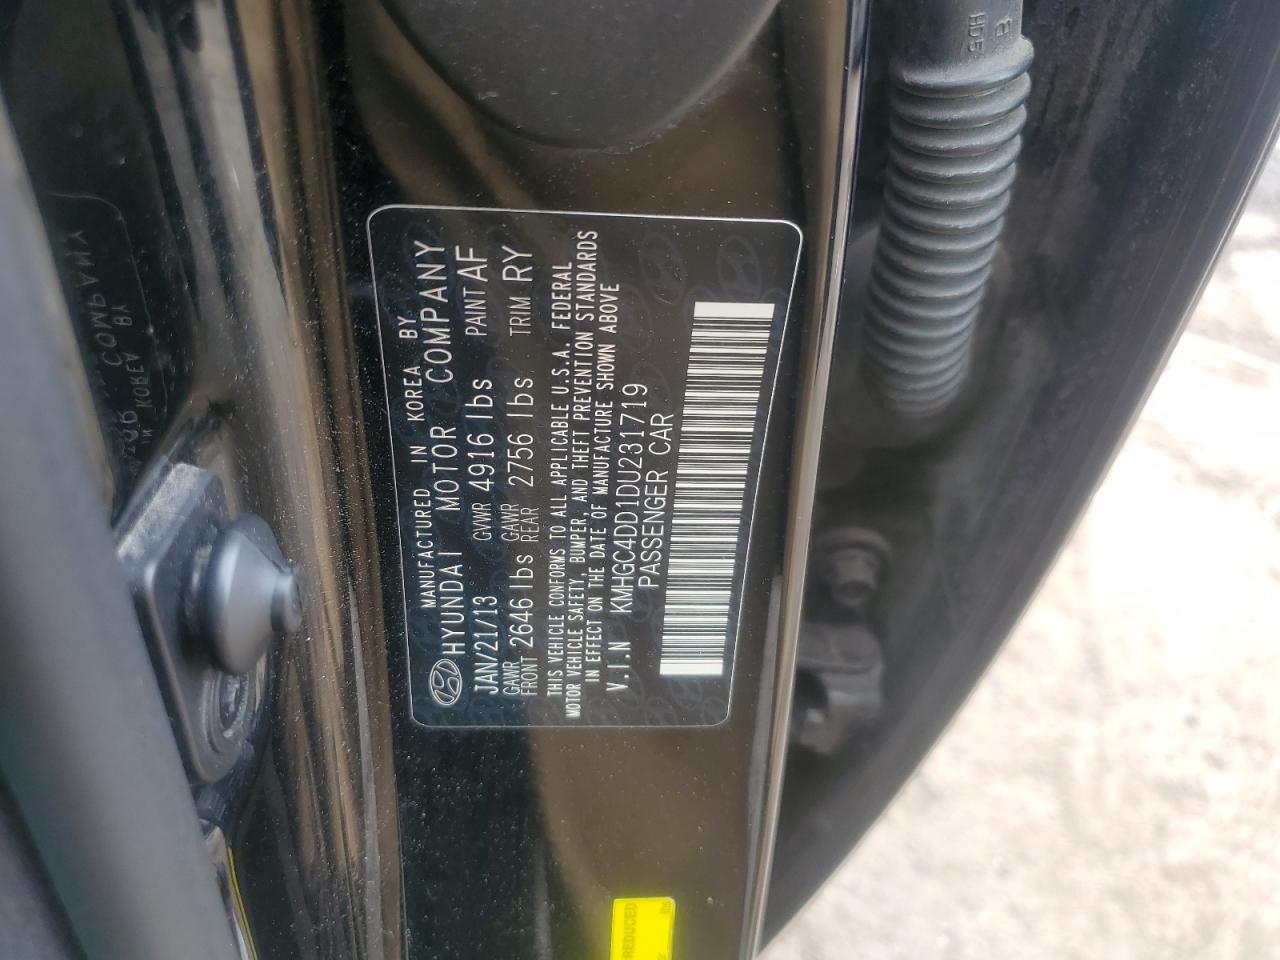 MANUFACTURED IN KOREA BY
HYUNDAI MOTOR COMPANY
JAN/21/13 GVWR 4916 lbs PAINT AF
GAWR FRONT 2646 lbs GAWR REAR 2756 lbs TRIM RY
THIS VEHICLE CONFORMS TO ALL APPLICABLE U.S.A. FEDERAL
MOTOR VEHICLE SAFETY, BUMPER, AND THEFT PREVENTION STANDARDS
IN EFFECT ON THE DATE OF MANUFACTURE SHOWN ABOVE
V.I.N KMHGC4DD1DU231719
PASSENGER CAR
REDUCED